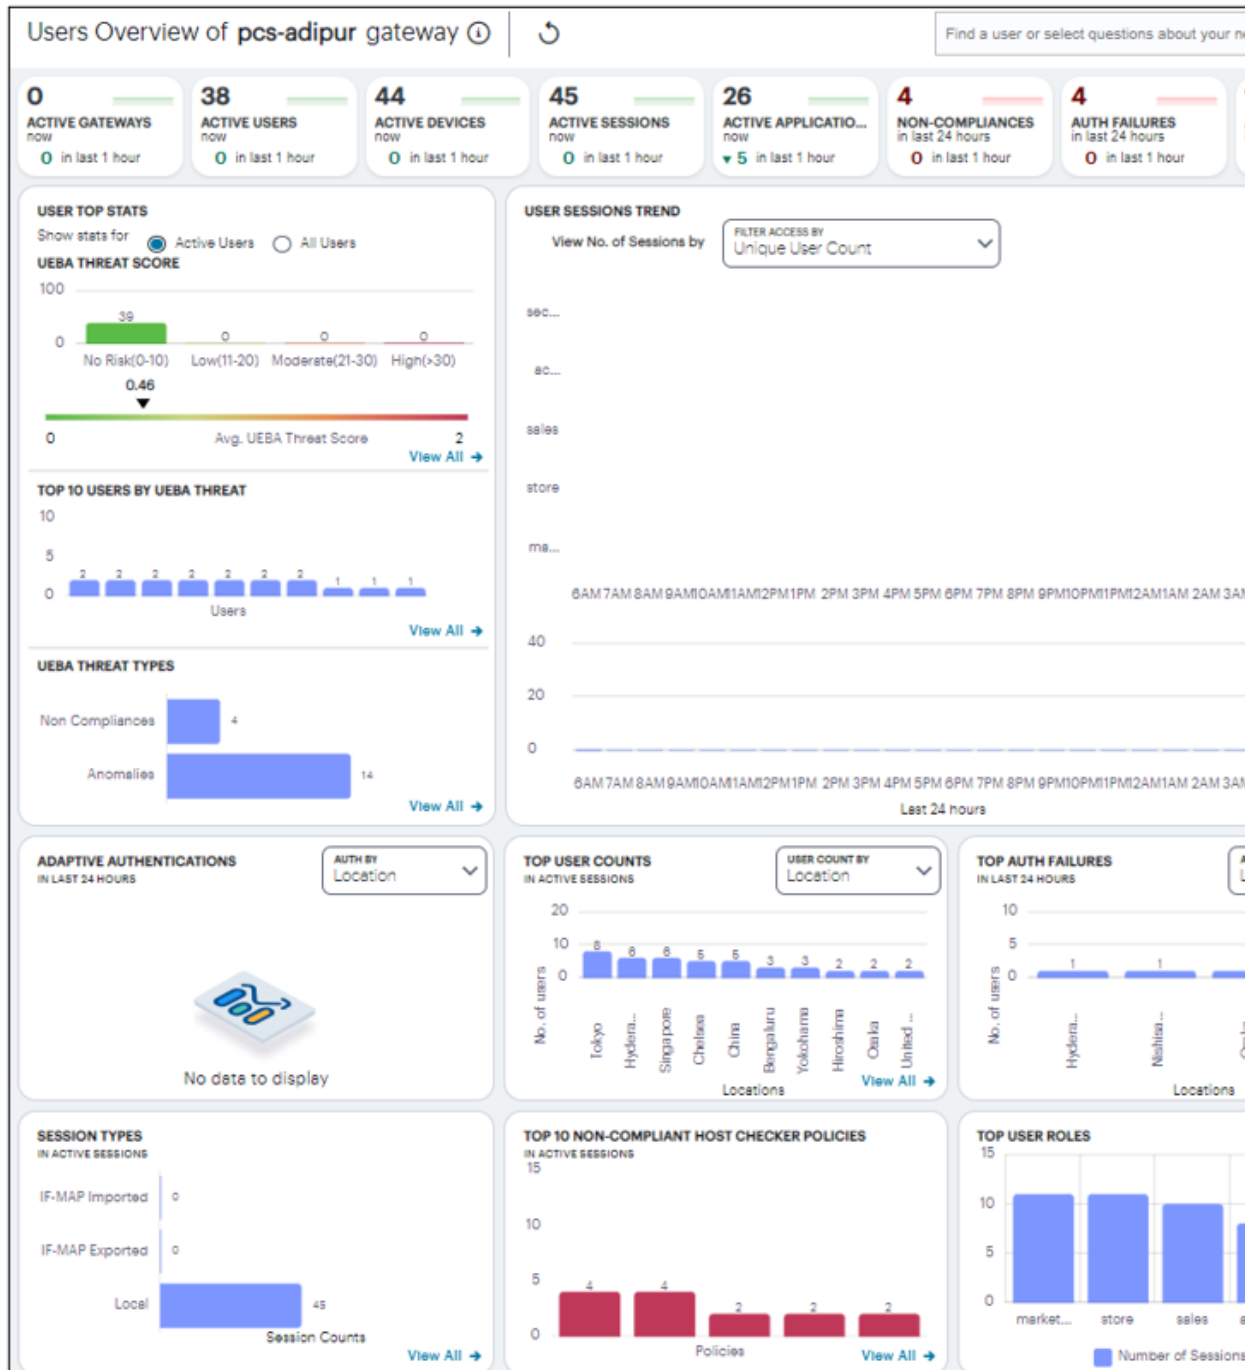 Users Overview of pcs-adipur gateway
Find a user or select questions about your n
0
ACTIVE GATEWAYS
now
0 in last 1 hour
38
ACTIVE USERS
now
0 in last 1 hour
44
ACTIVE DEVICES
now
0 in last 1 hour
45
ACTIVE SESSIONS
now
0 in last 1 hour
26
ACTIVE APPLICATIO...
now
▾ 5 in last 1 hour
4
NON-COMPLIANCES
in last 24 hours
0 in last 1 hour
4
AUTH FAILURES
in last 24 hours
0 in last 1 hour
USER TOP STATS
Show stats for Active Users All Users
UEBA THREAT SCORE
100
39 0 0 0
0
No Risk(0-10) Low(11-20) Moderate(21-30) High(>30)
0.46
0 Avg. UEBA Threat Score 2
View All →
TOP 10 USERS BY UEBA THREAT
10
5
2 2 2 2 2 2 2 1 1 1
0
Users
View All →
UEBA THREAT TYPES
Non Compliances 4
Anomalies 14
View All →
USER SESSIONS TREND
View No. of Sessions by
FILTER ACCESS BY
Unique User Count
sec...
ac...
sales
store
ma...
6AM 7AM 8AM 9AM 10AM 11AM 12PM 1PM 2PM 3PM 4PM 5PM 6PM 7PM 8PM 9PM 10PM 11PM 12AM 1AM 2AM 3AM
40
20
0
6AM 7AM 8AM 9AM 10AM 11AM 12PM 1PM 2PM 3PM 4PM 5PM 6PM 7PM 8PM 9PM 10PM 11PM 12AM 1AM 2AM 3AM
Last 24 hours
ADAPTIVE AUTHENTICATIONS
IN LAST 24 HOURS
AUTH BY
Location
No data to display
TOP USER COUNTS
IN ACTIVE SESSIONS
USER COUNT BY
Location
20
10
0
8 6 6 5 5 3 3 2 2 2
No. of users
Tokyo
Hydera...
Singapore
Chelsea
China
Bengaluru
Yokohama
Hiroshima
Osaka
United ...
Locations
View All →
TOP AUTH FAILURES
IN LAST 24 HOURS
10
5
0
1 1
No. of users
Hydera...
Nishisa...
Locations
SESSION TYPES
IN ACTIVE SESSIONS
IF-MAP Imported 0
IF-MAP Exported 0
Local 45
Session Counts
View All →
TOP 10 NON-COMPLIANT HOST CHECKER POLICIES
IN ACTIVE SESSIONS
15
10
5
0
4 4 2 2 2
Policies
View All →
TOP USER ROLES
15
10
5
0
market... store sales
Number of Sessions